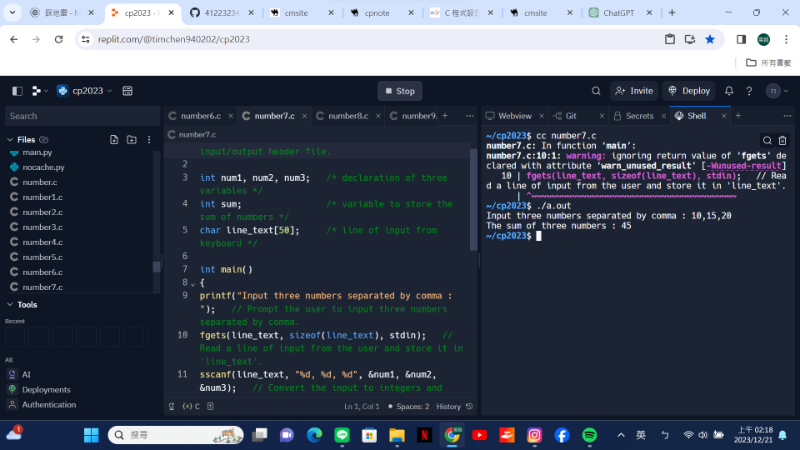 cp2023 -
41223234
cmsite
cpnote
C 程式設
cmsite
ChatGPT
replit.com/@timchen940202/cp2023
所有書籤
cp2023
Stop
Invite
Deploy
Search
Files
main.py
nocache.py
number.c
number1.c
number2.c
number3.c
number4.c
number5.c
number6.c
number7.c
Tools
Recent
All
AI
Deployments
Authentication
number6.c
number7.c
number8.c
number9.
number7.c
input/output header file.
2
3 int num1, num2, num3; /* declaration of three
variables */
4 int sum; /* variable to store the
sum of numbers */
5 char line_text[50]; /* line of input from
keyboard */
6
7 int main()
8 {
9 printf("Input three numbers separated by comma :
"); // Prompt the user to input three numbers
separated by comma.
10 fgets(line_text, sizeof(line_text), stdin); //
Read a line of input from the user and store it in
'line_text'.
11 sscanf(line_text, "%d, %d, %d", &num1, &num2,
&num3); // Convert the input to integers and
{} C
Ln 1, Col 1
Spaces: 2
History
Webview
Git
Secrets
Shell
~/cp2023$ cc number7.c
number7.c: In function ‘main’:
number7.c:10:1: warning: ignoring return value of ‘fgets’ de
clared with attribute ‘warn_unused_result’ [-Wunused-result]
10 | fgets(line_text, sizeof(line_text), stdin); // Rea
d a line of input from the user and store it in 'line_text'.
| ^~~~~~~~~~~~~~~~~~~~~~~~~~~~~~~~~~~~~~~~~~~
~/cp2023$ ./a.out
Input three numbers separated by comma : 10,15,20
The sum of three numbers : 45
~/cp2023$
搜尋
英
上午 02:18
2023/12/21